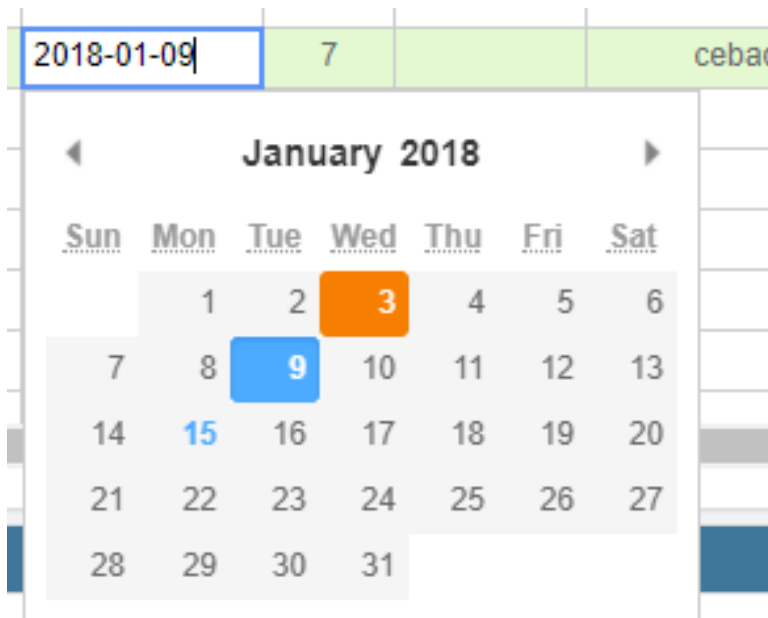 2018-01-09 7 cebac
January 2018
Sun Mon Tue Wed Thu Fri Sat
1 2 3 4 5 6
7 8 9 10 11 12 13
14 15 16 17 18 19 20
21 22 23 24 25 26 27
28 29 30 31